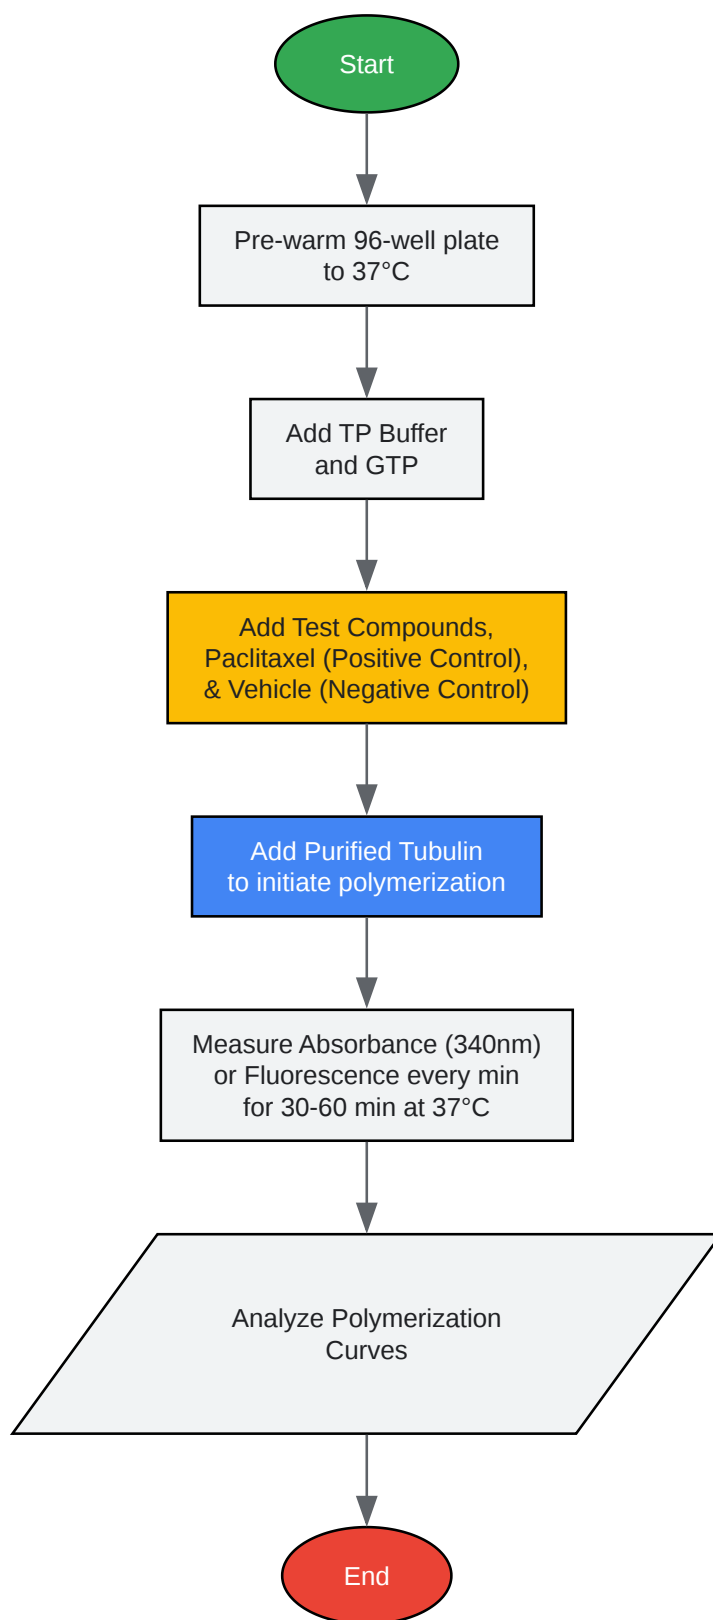 Start
Pre-warm 96-well plate
to 37°C
Add TP Buffer
and GTP
Add Test Compounds,
Paclitaxel (Positive Control),
& Vehicle (Negative Control)
Add Purified Tubulin
to initiate polymerization
Measure Absorbance (340nm)
or Fluorescence every min
for 30-60 min at 37°C
Analyze Polymerization
Curves
End